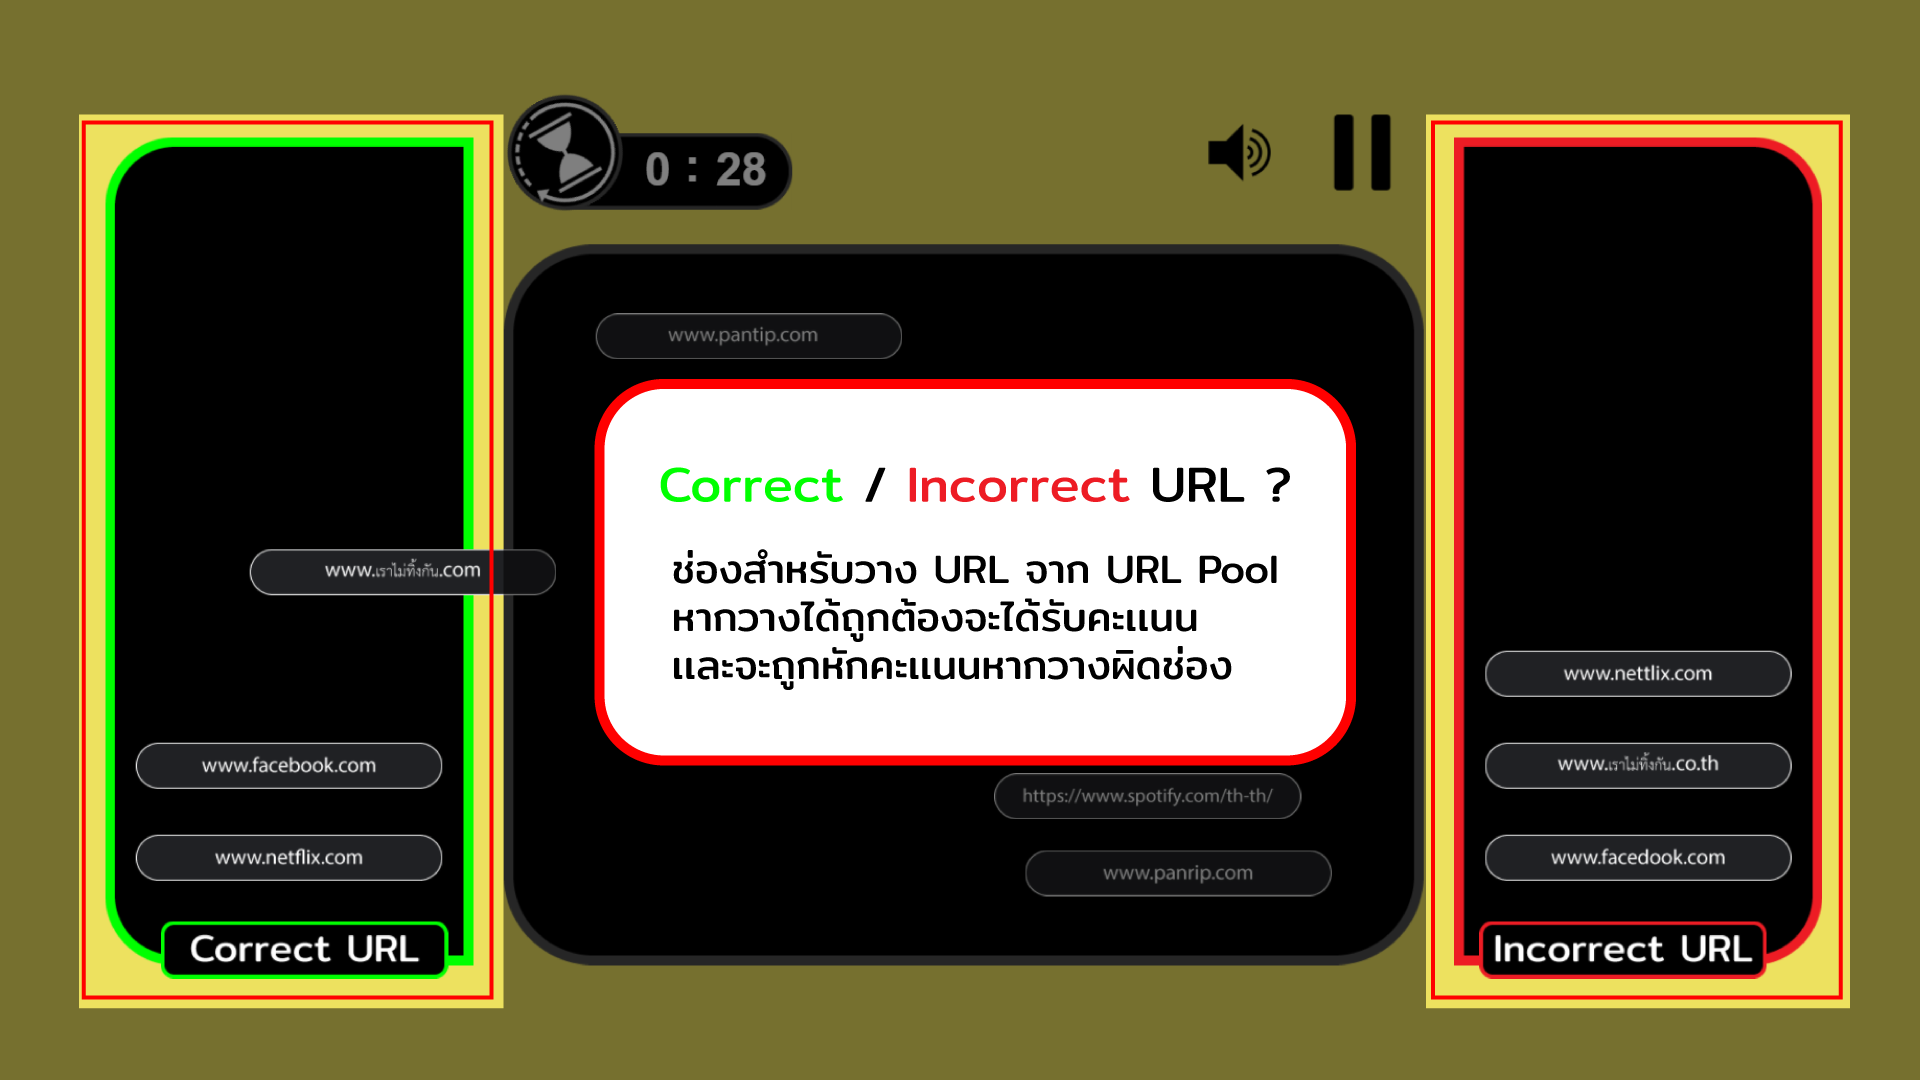 0 : 28
www.pantip.com
Correct / Incorrect URL ?
ช่องสำหรับวาง URL จาก URL Pool
หากวางได้ถูกต้องจะได้รับคะแนน
และจะถูกหักคะแนนหากวางผิดช่อง
www.เราไม่ทิ้งกัน.com
www.facebook.com
www.netflix.com
Correct URL
https://www.spotify.com/th-th/
www.panrip.com
www.nettlix.com
www.เราไม่ทิ้งกัน.co.th
www.facedook.com
Incorrect URL